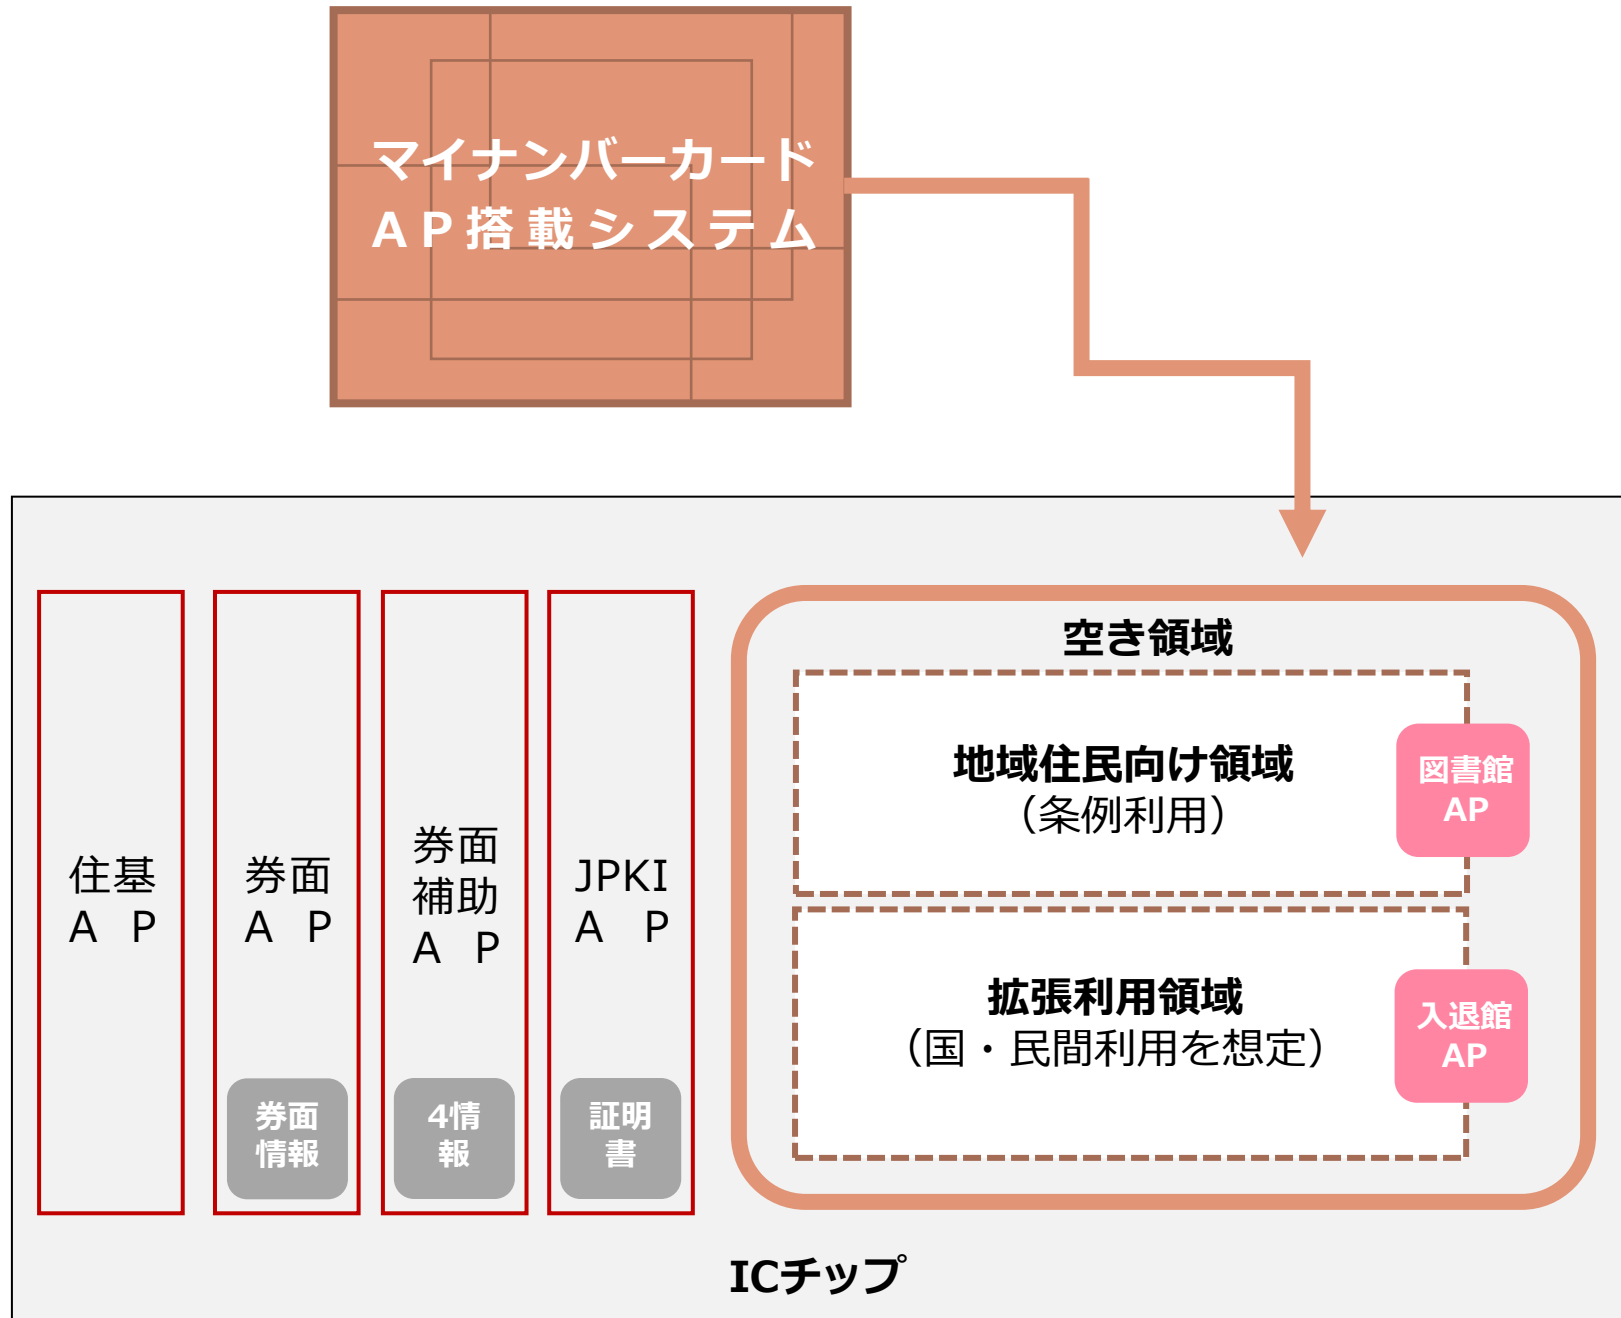 マイナンバーカード
AP搭載システム
住基
A P
券面
A P
券面
情報
券面
補助
A P
4情
報
JPKI
A P
証明
書
空き領域
地域住民向け領域
（条例利用）
図書館
AP
拡張利用領域
（国・民間利用を想定）
入退館
AP
ICチップ